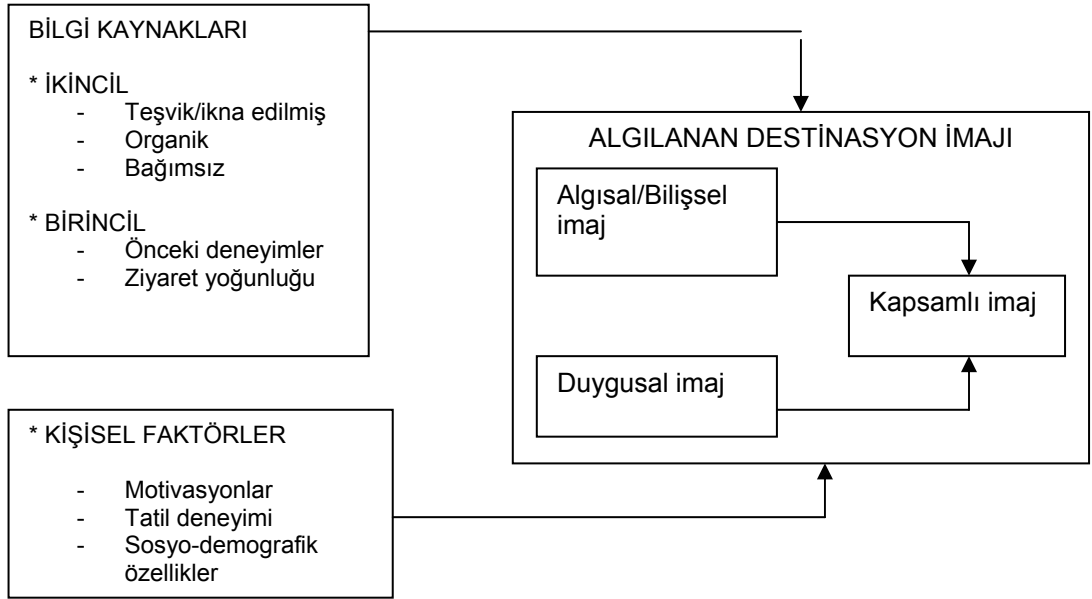 BİLGİ KAYNAKLARI
* İKİNCİL
- Teşvik/ikna edilmiş
- Organik
- Bağımsız
* BİRİNCİL
- Önceki deneyimler
- Ziyaret yoğunluğu
ALGILANAN DESTİNASYON İMAJI
Algısal/Bilişsel
imaj
Kapsamlı imaj
Duygusal imaj
* KİŞİSEL FAKTÖRLER
- Motivasyonlar
- Tatil deneyimi
- Sosyo-demografik
özellikler